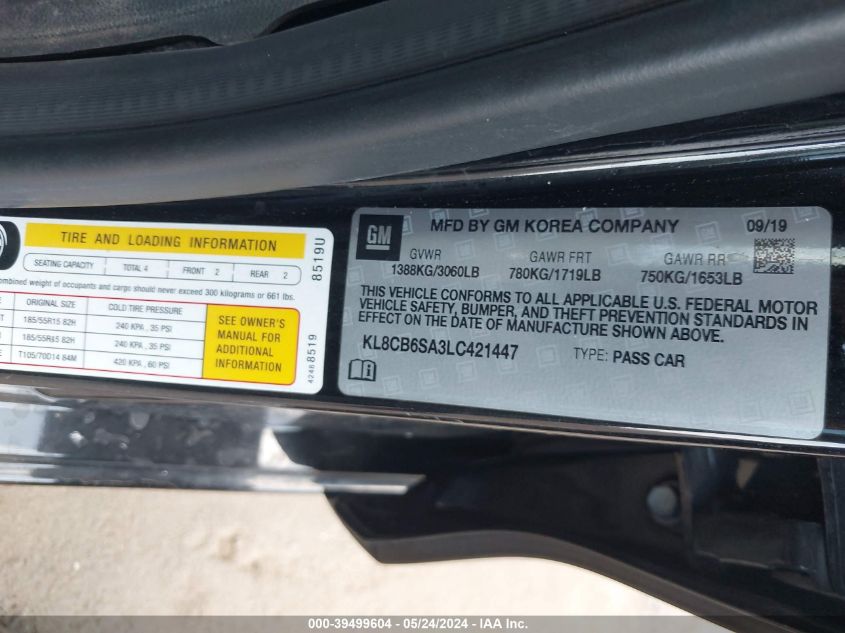 TIRE AND LOADING INFORMATION
SEATING CAPACITY TOTAL 4 FRONT 2 REAR 2
combined weight of occupants and cargo should never exceed 300 kilograms or 661 lbs.
ORIGINAL SIZE COLD TIRE PRESSURE
185/55R15 82H 240 KPA , 35 PSI
185/55R15 82H 240 KPA , 35 PSI
T105/70D14 84M 420 KPA , 60 PSI
SEE OWNER'S
MANUAL FOR
ADDITIONAL
INFORMATION
8519U
42468519
GM
MFD BY GM KOREA COMPANY 09/19
GVWR GAWR FRT GAWR RR
1388KG/3060LB 780KG/1719LB 750KG/1653LB
THIS VEHICLE CONFORMS TO ALL APPLICABLE U.S. FEDERAL MOTOR
VEHICLE SAFETY, BUMPER, AND THEFT PREVENTION STANDARDS IN
EFFECT ON THE DATE OF MANUFACTURE SHOWN ABOVE.
KL8CB6SA3LC421447 TYPE: PASS CAR
000-39499604 - 05/24/2024 - IAA Inc.